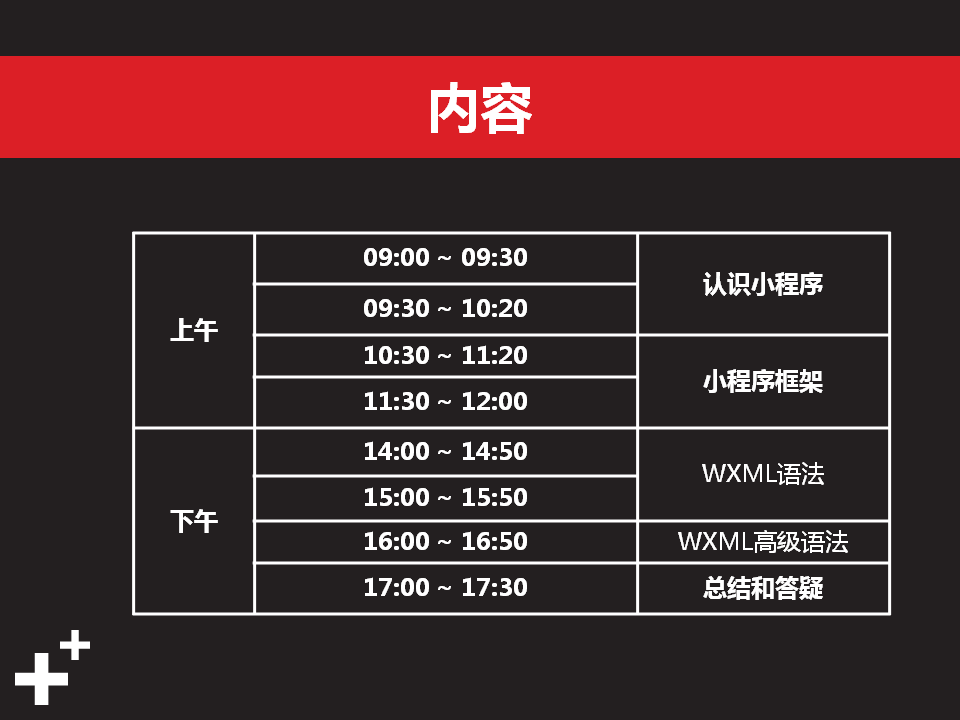 内容
上午
09:00 ~ 09:30
认识小程序
09:30 ~ 10:20
10:30 ~ 11:20
小程序框架
11:30 ~ 12:00
下午
14:00 ~ 14:50
WXML语法
15:00 ~ 15:50
16:00 ~ 16:50
WXML高级语法
17:00 ~ 17:30
总结和答疑